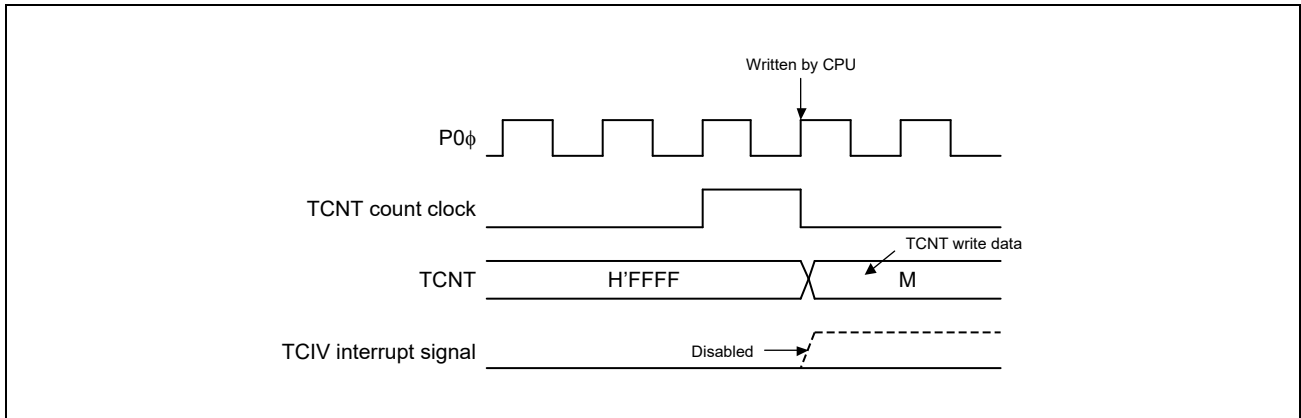 Written by CPU
P0ϕ
TCNT count clock
TCNT write data
TCNT H'FFFF M
Disabled
TCIV interrupt signal